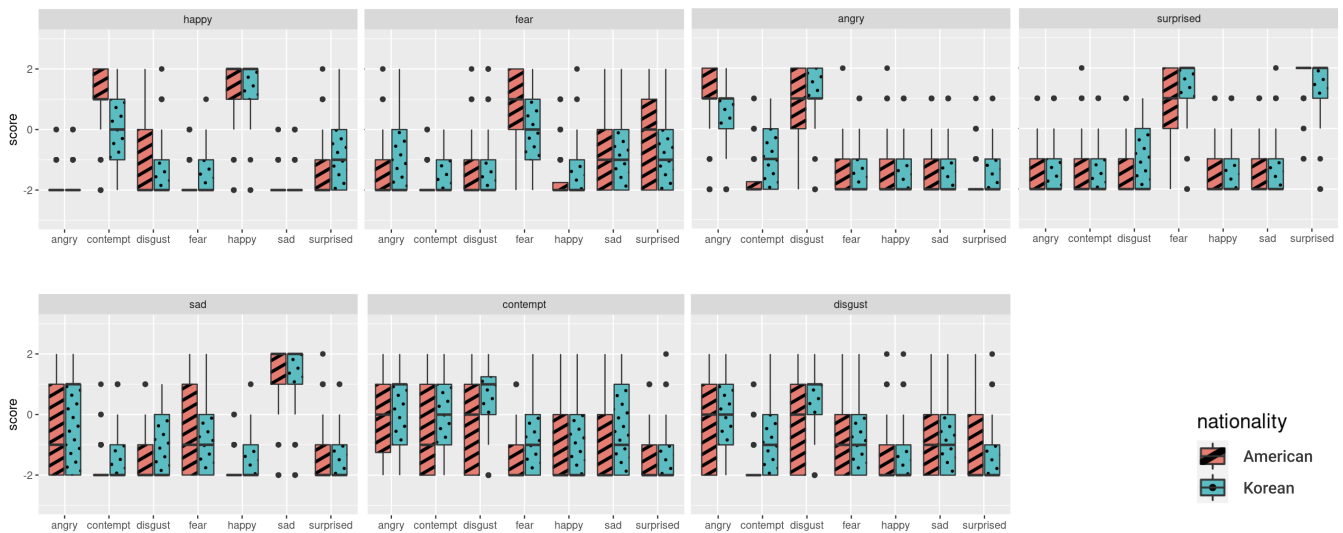 happy
fear
angry
surprised
score
2
0
-2
angry contempt disgust fear happy sad surprised
angry contempt disgust fear happy sad surprised
angry contempt disgust fear happy sad surprised
angry contempt disgust fear happy sad surprised
sad
contempt
disgust
score
2
0
-2
angry contempt disgust fear happy sad surprised
angry contempt disgust fear happy sad surprised
angry contempt disgust fear happy sad surprised
nationality
American
Korean